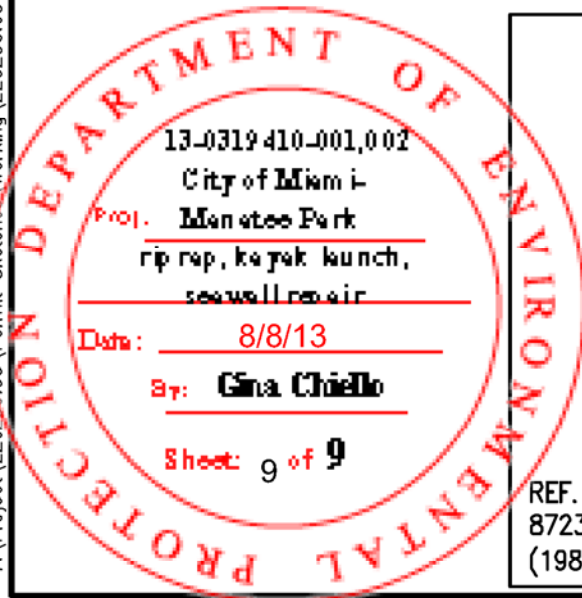 DEPARTMENT OF ENVIRONMENTAL PROTECTION
13-0319410-001,002
City of Miami-
Proj. Manatee Park
rip rap, kayak launch,
seawall repair
Date: 8/8/13
By: Gina Chiello
Sheet: 9 of 9
REF.
8723
(198